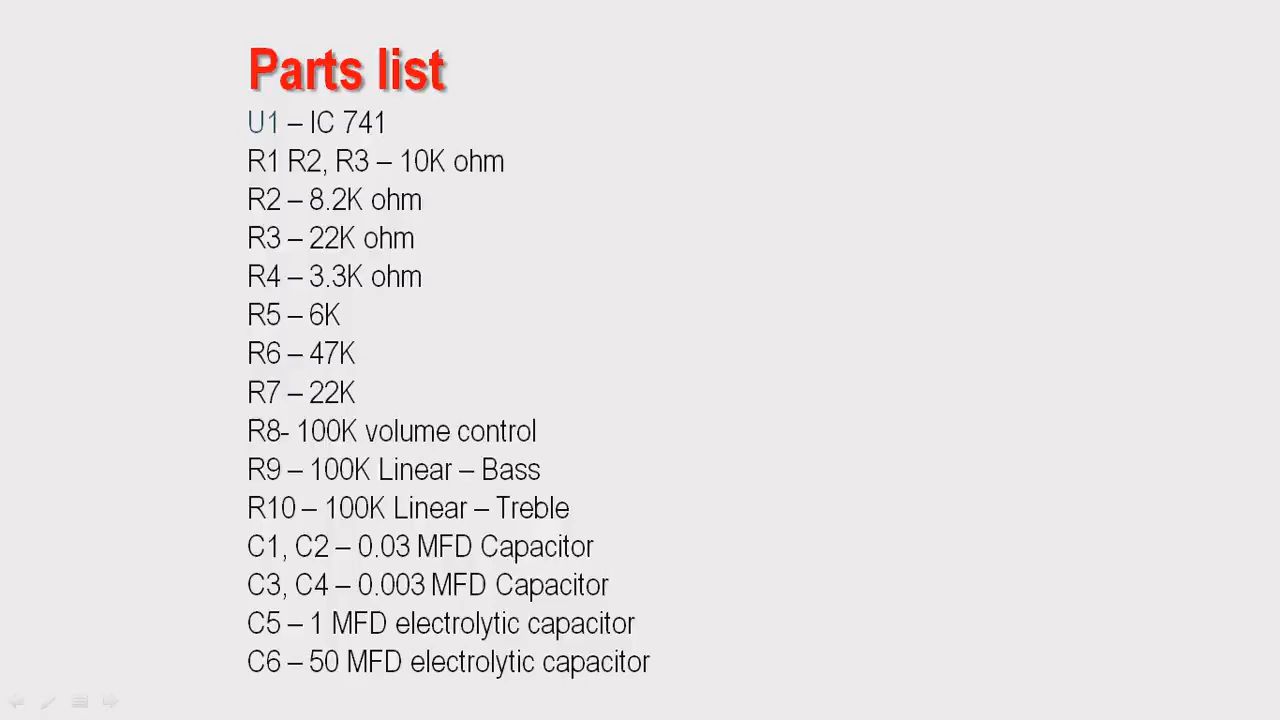 Parts list
U1 – IC 741
R1 R2, R3 – 10K ohm
R2 – 8.2K ohm
R3 – 22K ohm
R4 – 3.3K ohm
R5 – 6K
R6 – 47K
R7 – 22K
R8- 100K volume control
R9 – 100K Linear – Bass
R10 – 100K Linear – Treble
C1, C2 – 0.03 MFD Capacitor
C3, C4 – 0.003 MFD Capacitor
C5 – 1 MFD electrolytic capacitor
C6 – 50 MFD electrolytic capacitor